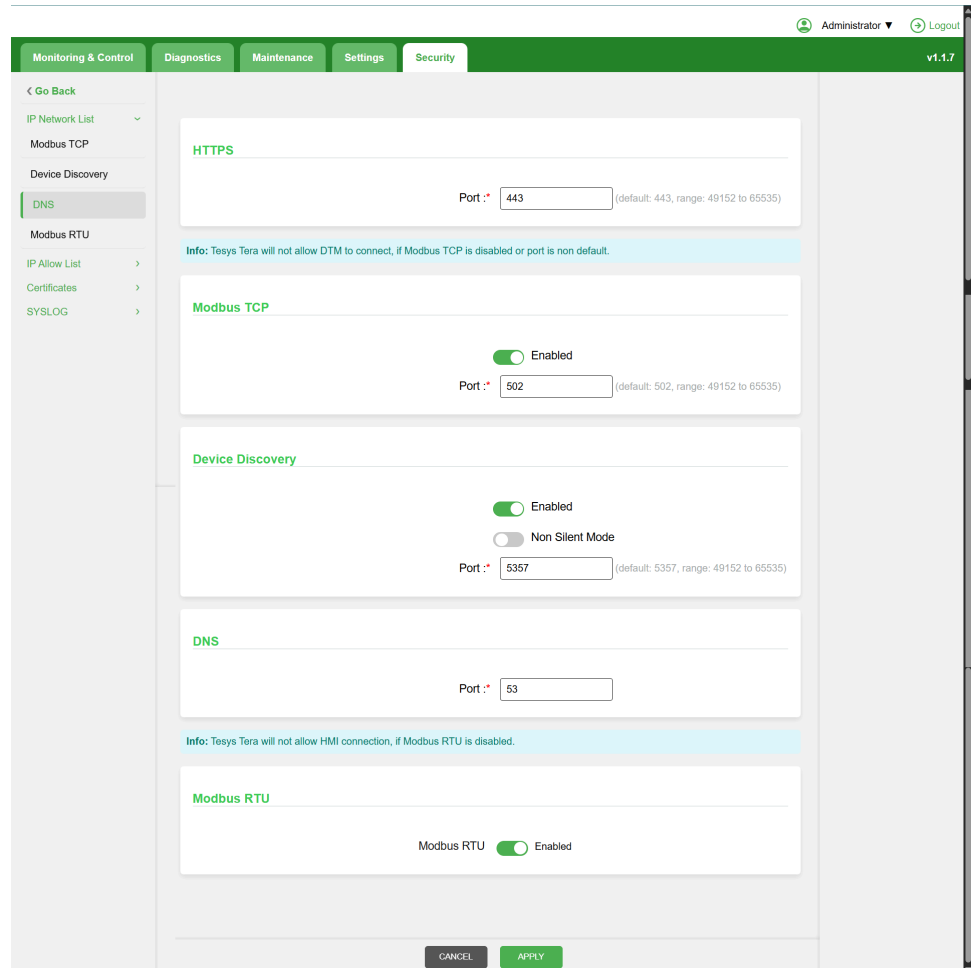 Administrator ▼ Logout
Monitoring & Control Diagnostics Maintenance Settings Security v1.1.7
Go Back
IP Network List
Modbus TCP
Device Discovery
DNS
Modbus RTU
IP Allow List
Certificates
SYSLOG
HTTPS
Port :* 443 (default: 443, range: 49152 to 65535)
Info: Tesys Tera will not allow DTM to connect, if Modbus TCP is disabled or port is non default.
Modbus TCP
Enabled
Port :* 502 (default: 502, range: 49152 to 65535)
Device Discovery
Enabled
Non Silent Mode
Port :* 5357 (default: 5357, range: 49152 to 65535)
DNS
Port :* 53
Info: Tesys Tera will not allow HMI connection, if Modbus RTU is disabled.
Modbus RTU
Modbus RTU Enabled
CANCEL APPLY